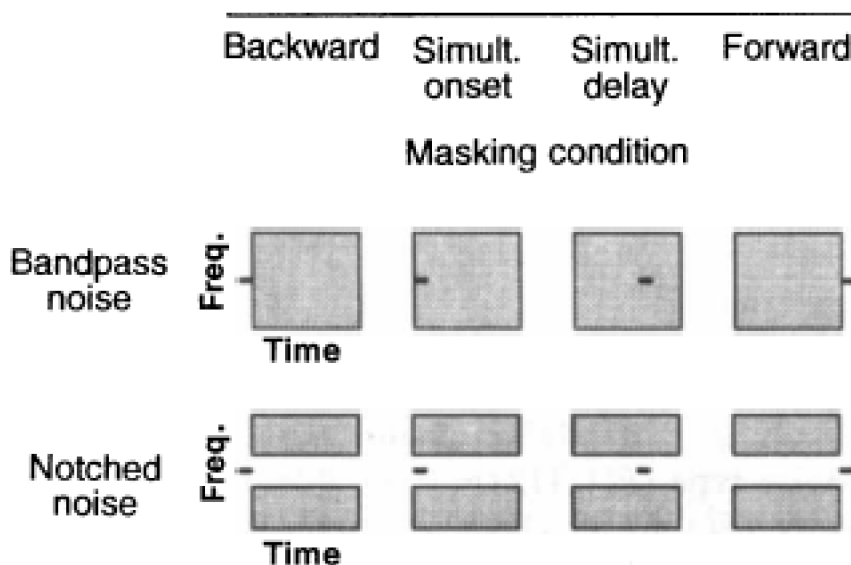 Backward Simult. onset Simult. delay Forward
Masking condition
Bandpass noise
Freq.
Time
Notched noise
Freq.
Time